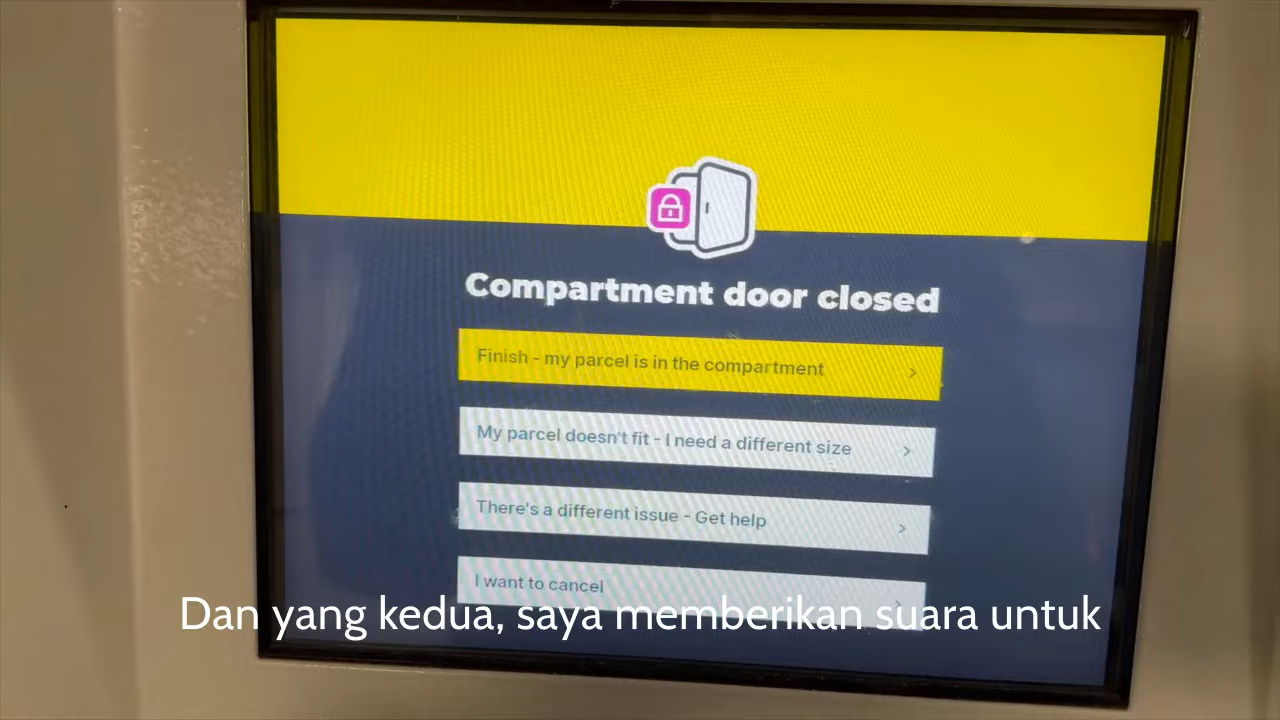 Compartment door closed
Finish - my parcel is in the compartment
My parcel doesn't fit - I need a different size
There's a different issue - Get help
I want to cancel
Dan yang kedua, saya memberikan suara untuk